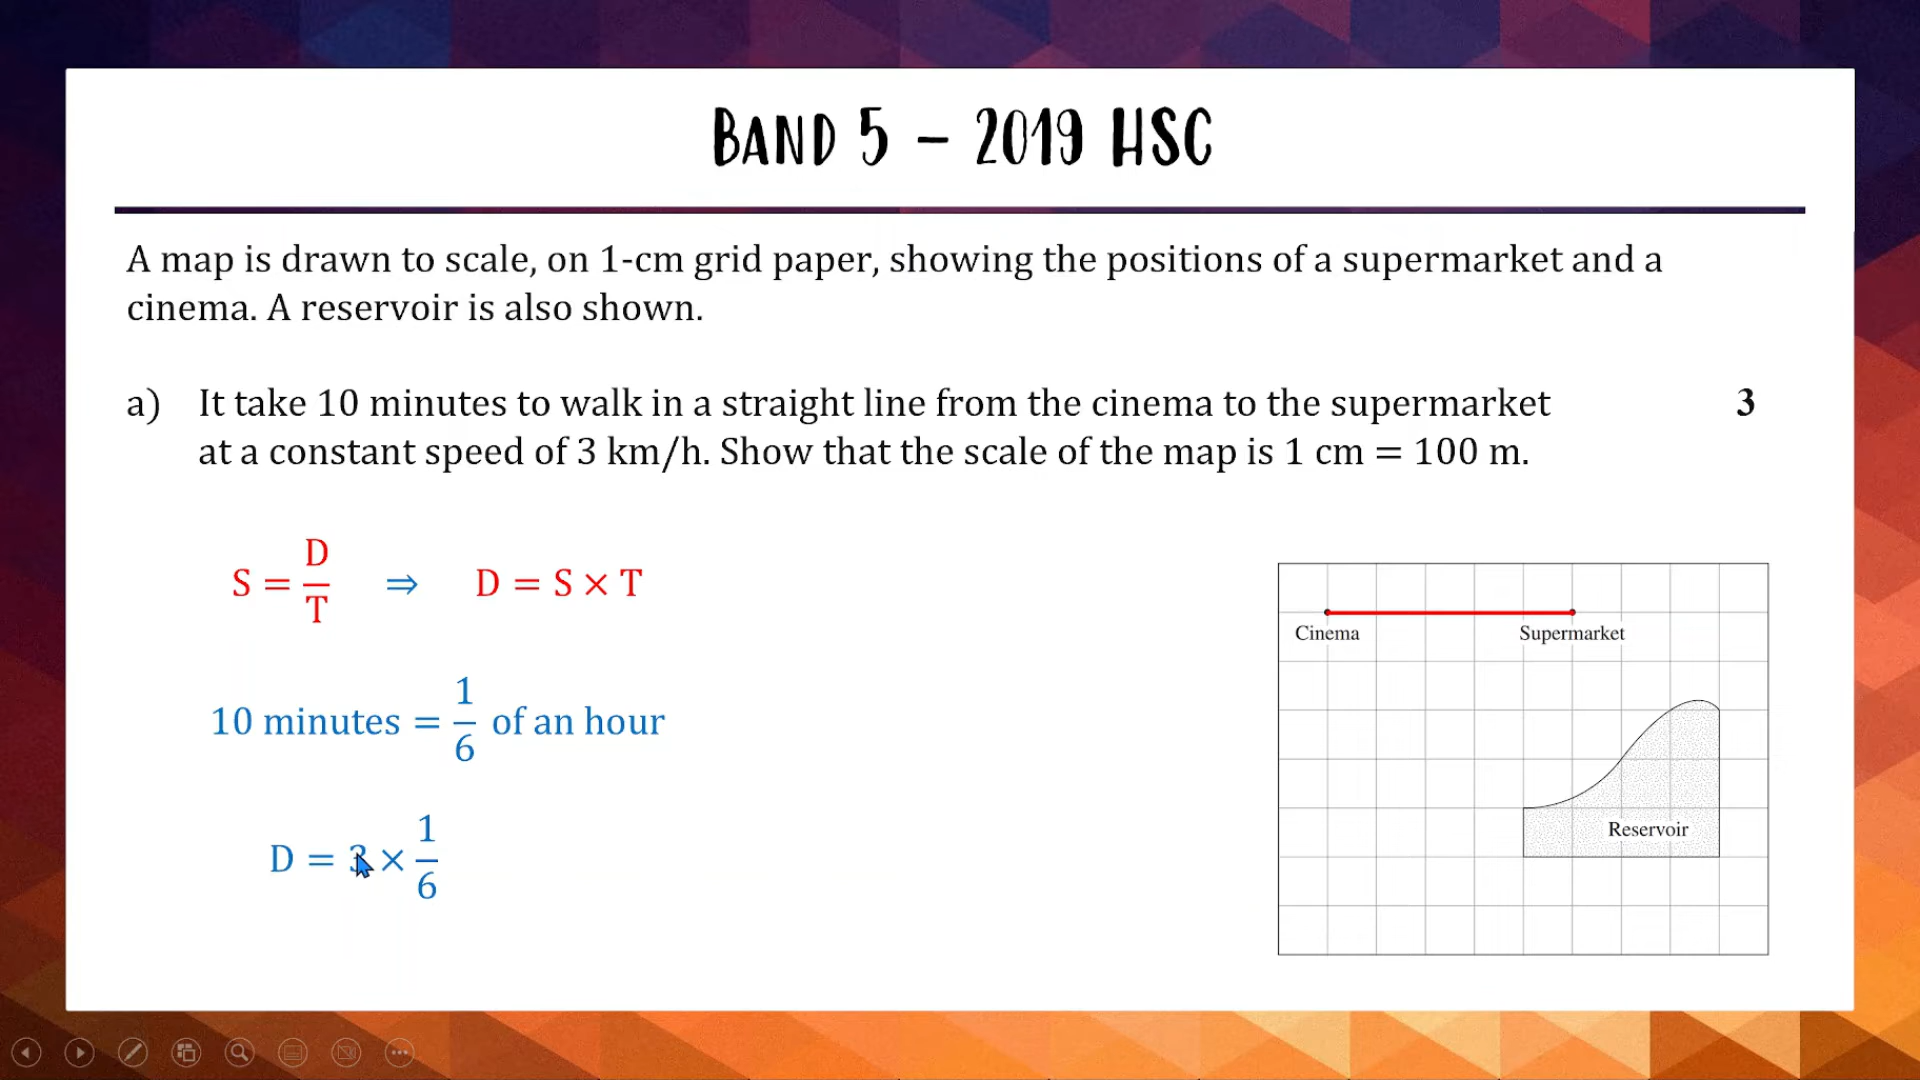 BAND 5 – 2019 HSC
A map is drawn to scale, on 1-cm grid paper, showing the positions of a supermarket and a
cinema. A reservoir is also shown.
a) It take 10 minutes to walk in a straight line from the cinema to the supermarket 3
at a constant speed of 3 km/h. Show that the scale of the map is 1 cm = 100 m.
S = D/T ⇒ D = S × T
10 minutes = 1/6 of an hour
D = 3 × 1/6
Cinema Supermarket
Reservoir